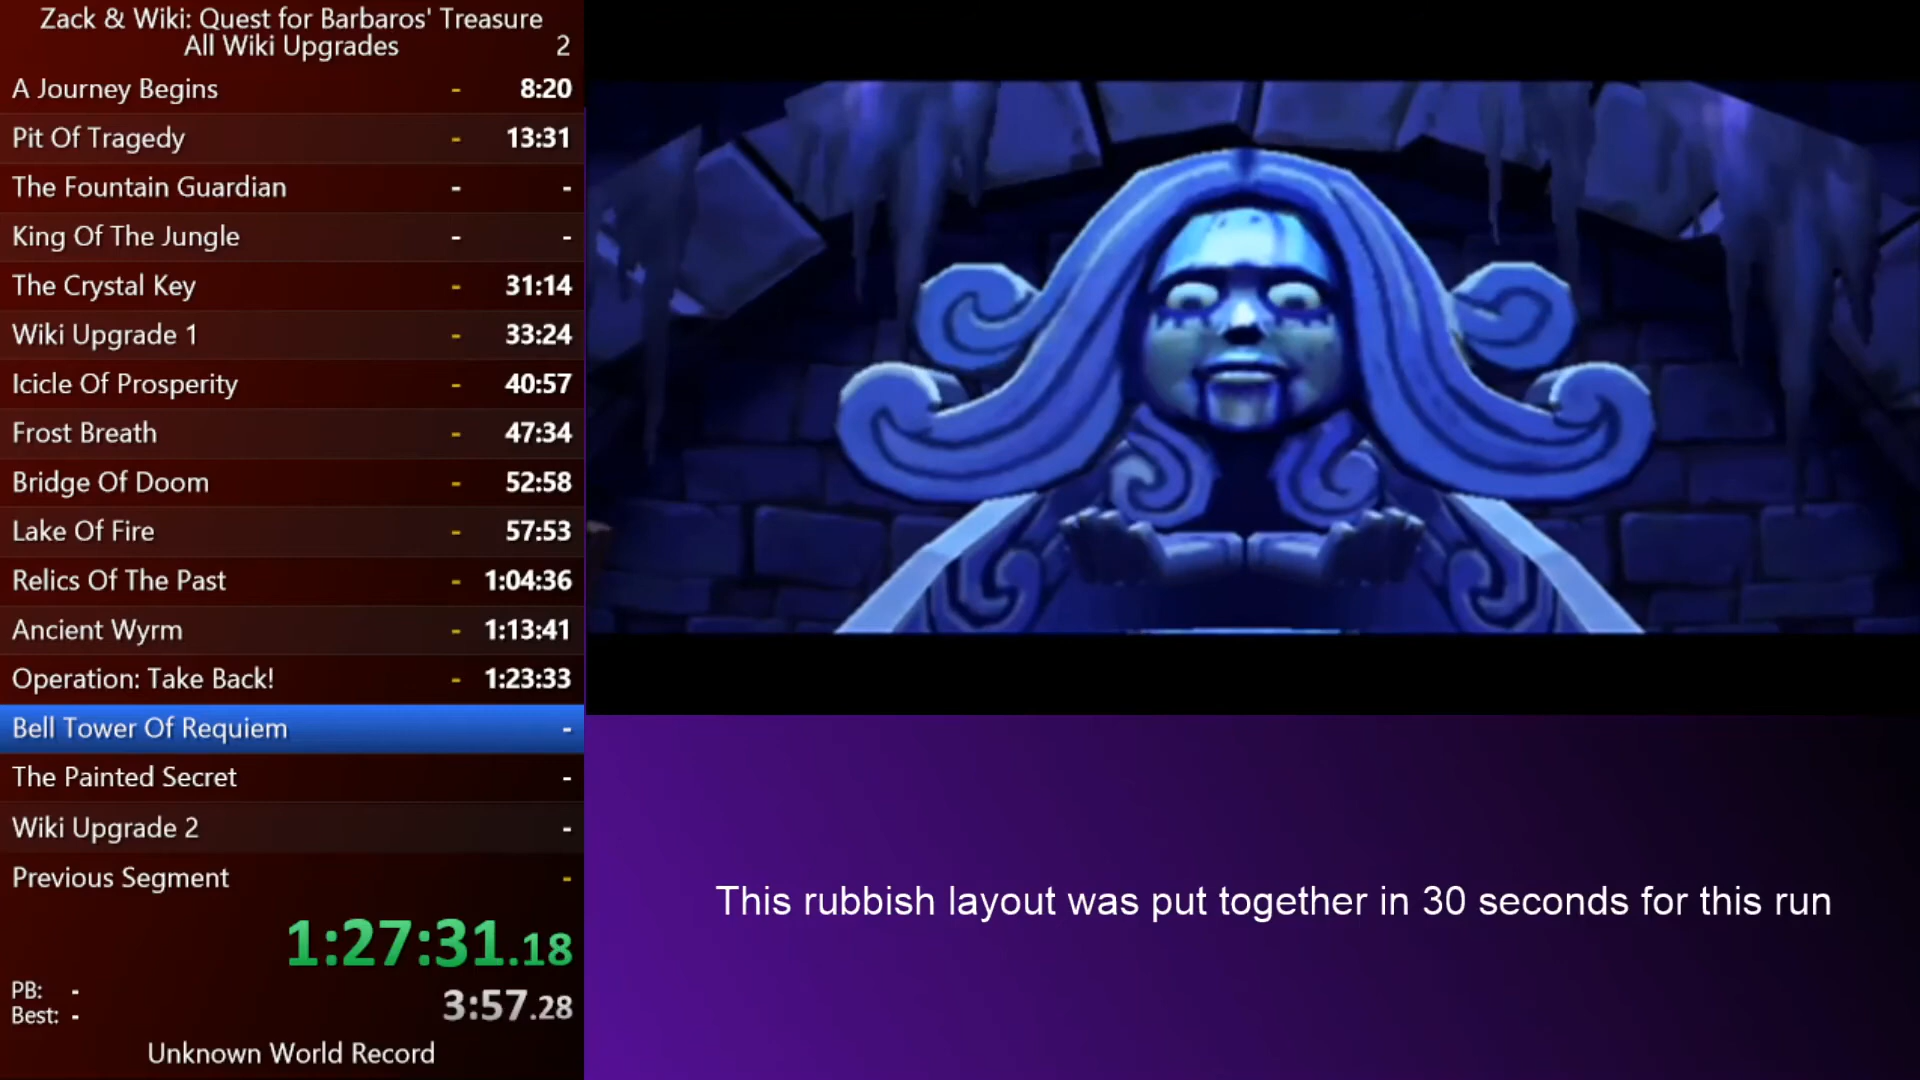 Zack & Wiki: Quest for Barbaros' Treasure
All Wiki Upgrades 2
A Journey Begins - 8:20
Pit Of Tragedy - 13:31
The Fountain Guardian - -
King Of The Jungle - -
The Crystal Key - 31:14
Wiki Upgrade 1 - 33:24
Icicle Of Prosperity - 40:57
Frost Breath - 47:34
Bridge Of Doom - 52:58
Lake Of Fire - 57:53
Relics Of The Past - 1:04:36
Ancient Wyrm - 1:13:41
Operation: Take Back! - 1:23:33
Bell Tower Of Requiem -
The Painted Secret -
Wiki Upgrade 2 -
Previous Segment -
1:27:31.18
PB: -
Best: -
3:57.28
Unknown World Record
This rubbish layout was put together in 30 seconds for this run